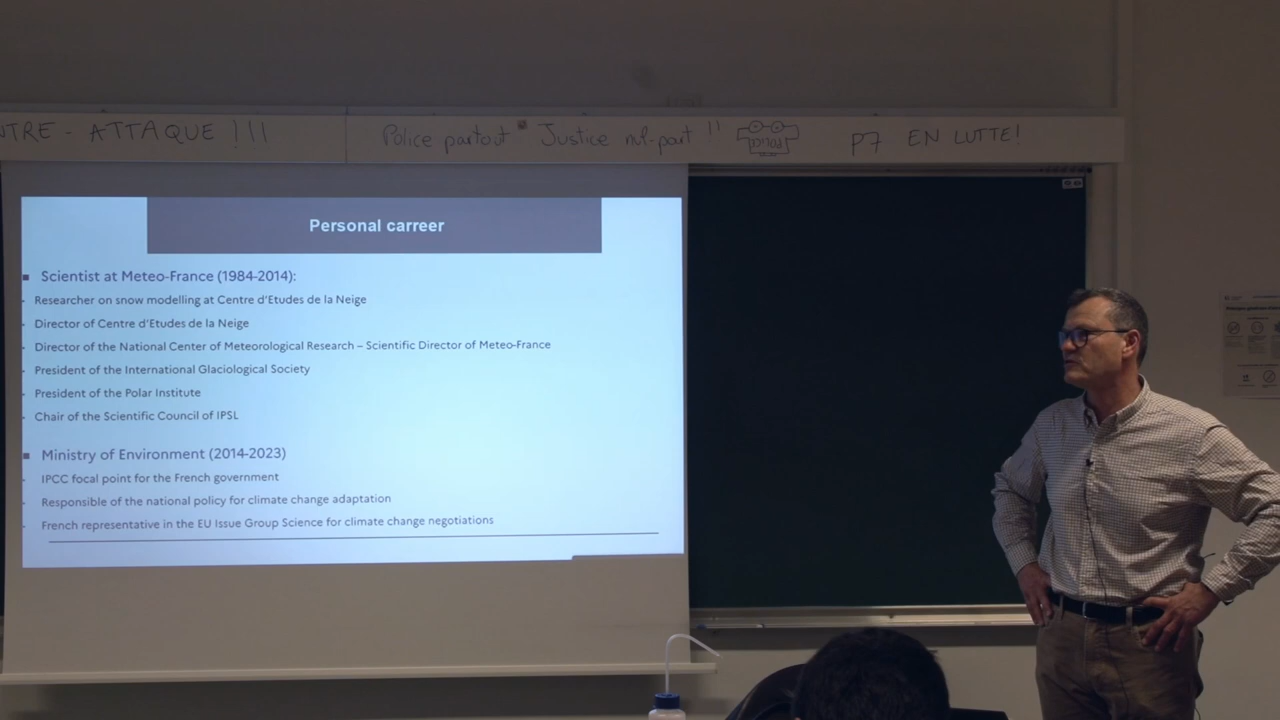 NTRE - ATTAQUE !!!
Police partout Justice nul-part !!
POLICE
P7 EN LUTTE!
Personal carreer
Scientist at Meteo-France (1984-2014):
Researcher on snow modelling at Centre d'Etudes de la Neige
Director of Centre d'Etudes de la Neige
Director of the National Center of Meteorological Research – Scientific Director of Meteo-France
President of the International Glaciological Society
President of the Polar Institute
Chair of the Scientific Council of IPSL
Ministry of Environment (2014-2023)
IPCC focal point for the French government
Responsible of the national policy for climate change adaptation
French representative in the EU Issue Group Science for climate change negotiations